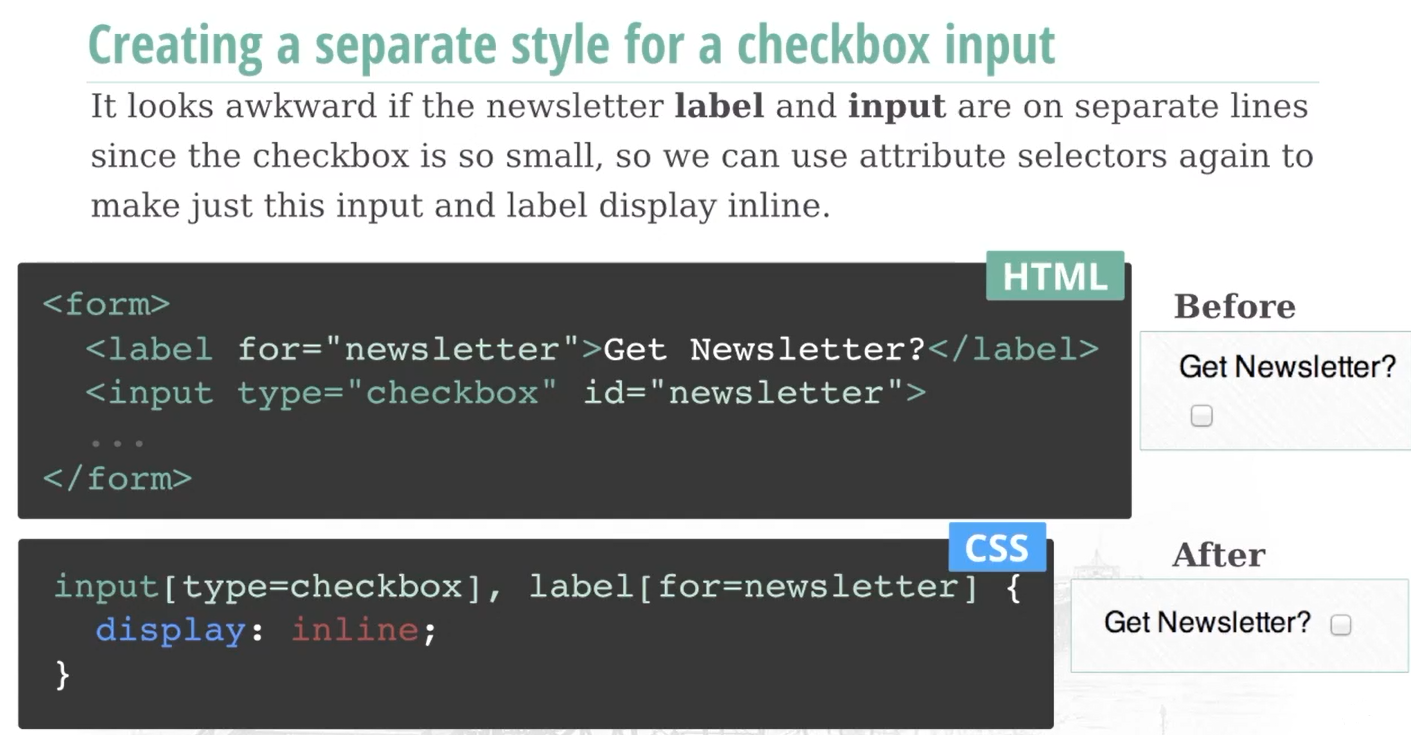 Creating a separate style for a checkbox input
It looks awkward if the newsletter label and input are on separate lines
since the checkbox is so small, so we can use attribute selectors again to
make just this input and label display inline.
HTML
<form>
<label for="newsletter">Get Newsletter?</label>
<input type="checkbox" id="newsletter">
...
</form>
Before
Get Newsletter?
CSS
input[type=checkbox], label[for=newsletter] {
display: inline;
}
After
Get Newsletter?